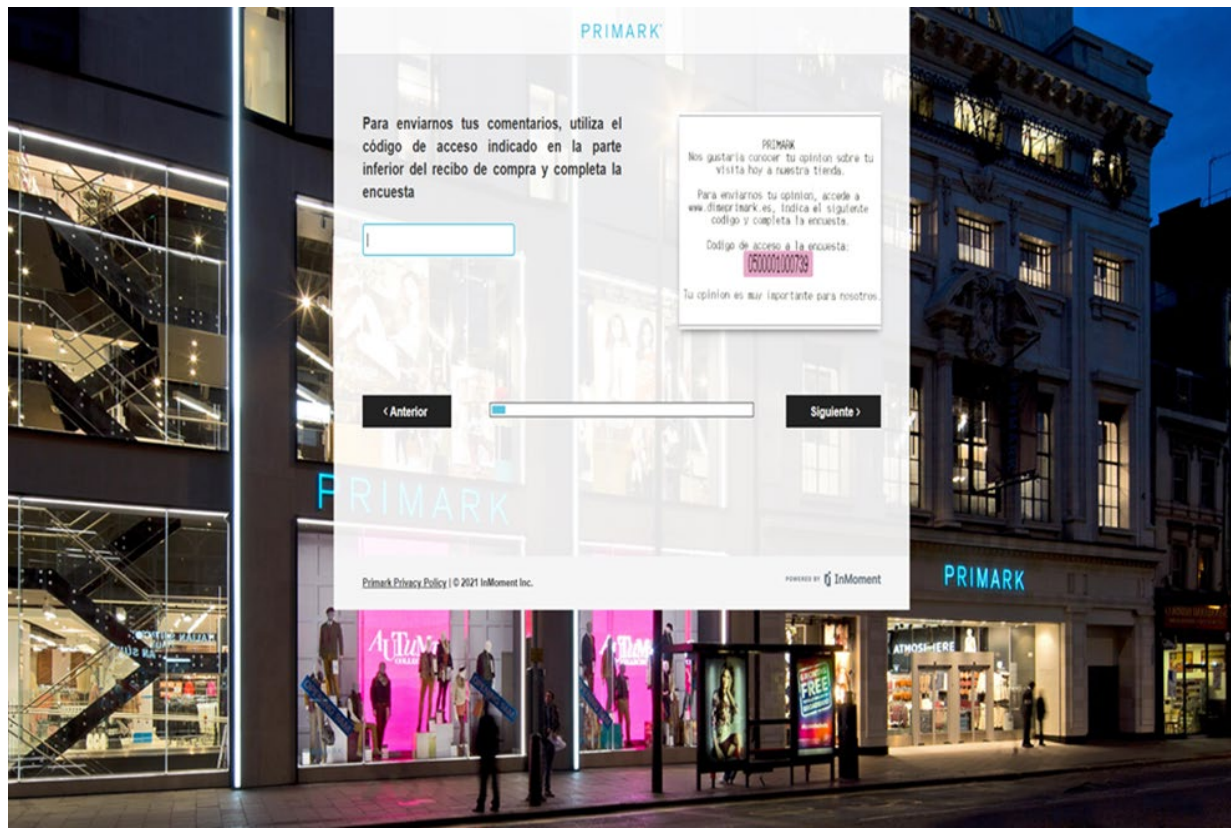 PRIMARK
Para enviarnos tus comentarios, utiliza el
código de acceso indicado en la parte
inferior del recibo de compra y completa la
encuesta
PRIMARK
Nos gustaria conocer tu opinion sobre tu
visita hoy a nuestra tienda.
Para enviarnos tu opinion, accede a
www.dimeprimark.es, indica el siguiente
codigo y completa la encuesta.
Codigo de acceso a la encuesta:
0500001000739
Tu opinion es muy importante para nosotros.
< Anterior
Siguiente >
PRIMARK
Primark Privacy Policy | © 2021 InMoment Inc.
POWERED BY InMoment
PRIMARK
ATMOSPHERE
AUTUMN
COLLECTION
FREE